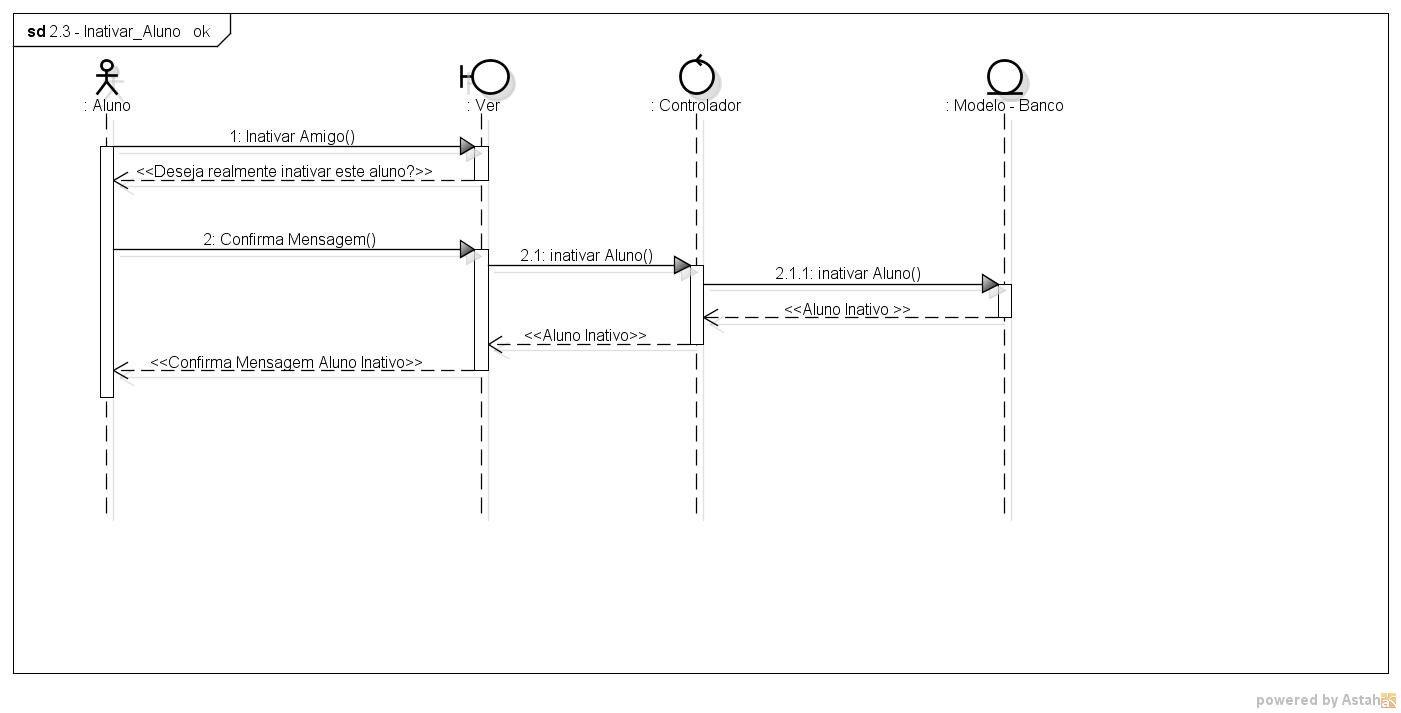 sd 2.3 - Inativar_Aluno ok
: Aluno
: Ver
: Controlador
: Modelo - Banco
1: Inativar Amigo()
<<Deseja realmente inativar este aluno?>>
2: Confirma Mensagem()
2.1: inativar Aluno()
2.1.1: inativar Aluno()
<<Aluno Inativo >>
<<Aluno Inativo>>
<<Confirma Mensagem Aluno Inativo>>
powered by Astah